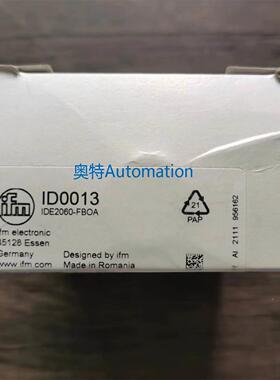 奥特Automation
ifm
ID0013
IDE2060-FBOA
ifm electronic
45128 Essen
Germany
www.ifm.com
Designed by ifm
Made in Romania
21
PAP
AI 2111 956162